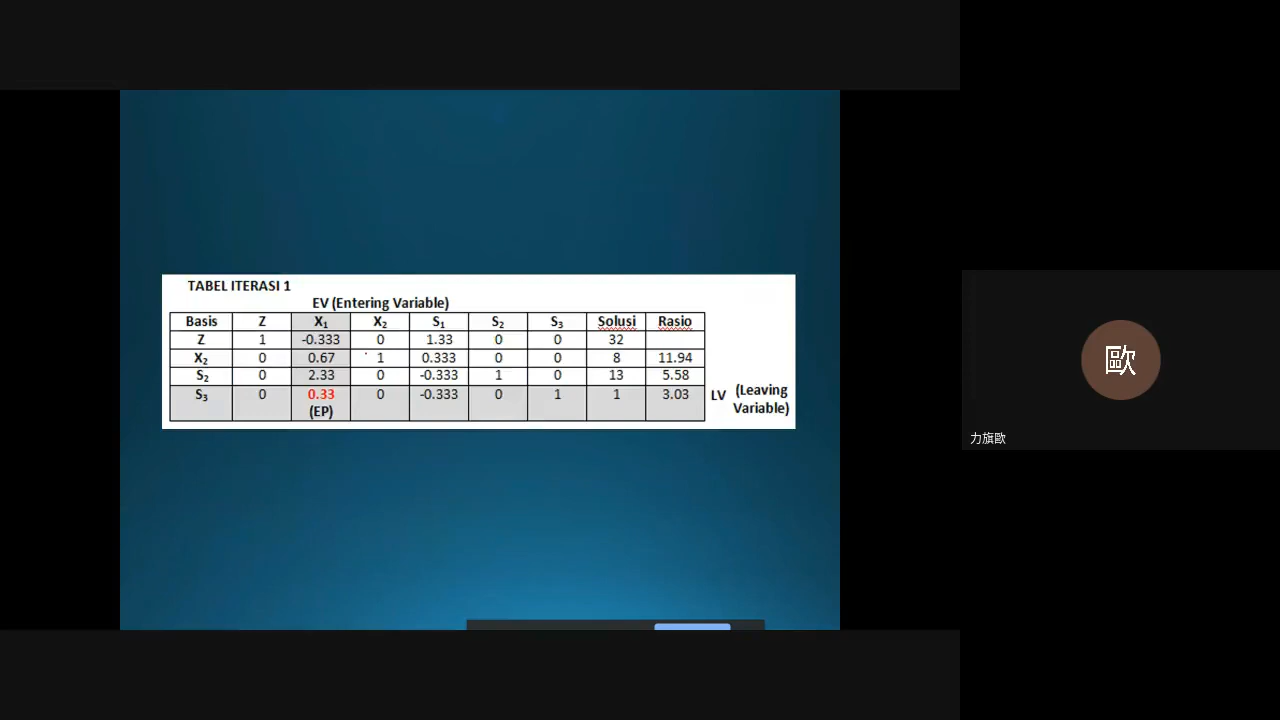 TABEL ITERASI 1
EV (Entering Variable)
Basis Z X₁ X₂ S₁ S₂ S₃ Solusi Rasio
Z 1 -0.333 0 1.33 0 0 32
X₂ 0 0.67 1 0.333 0 0 8 11.94
S₂ 0 2.33 0 -0.333 1 0 13 5.58
S₃ 0 0.33 0 -0.333 0 1 1 3.03 LV (Leaving
(EP) Variable)
歐
力旗歐